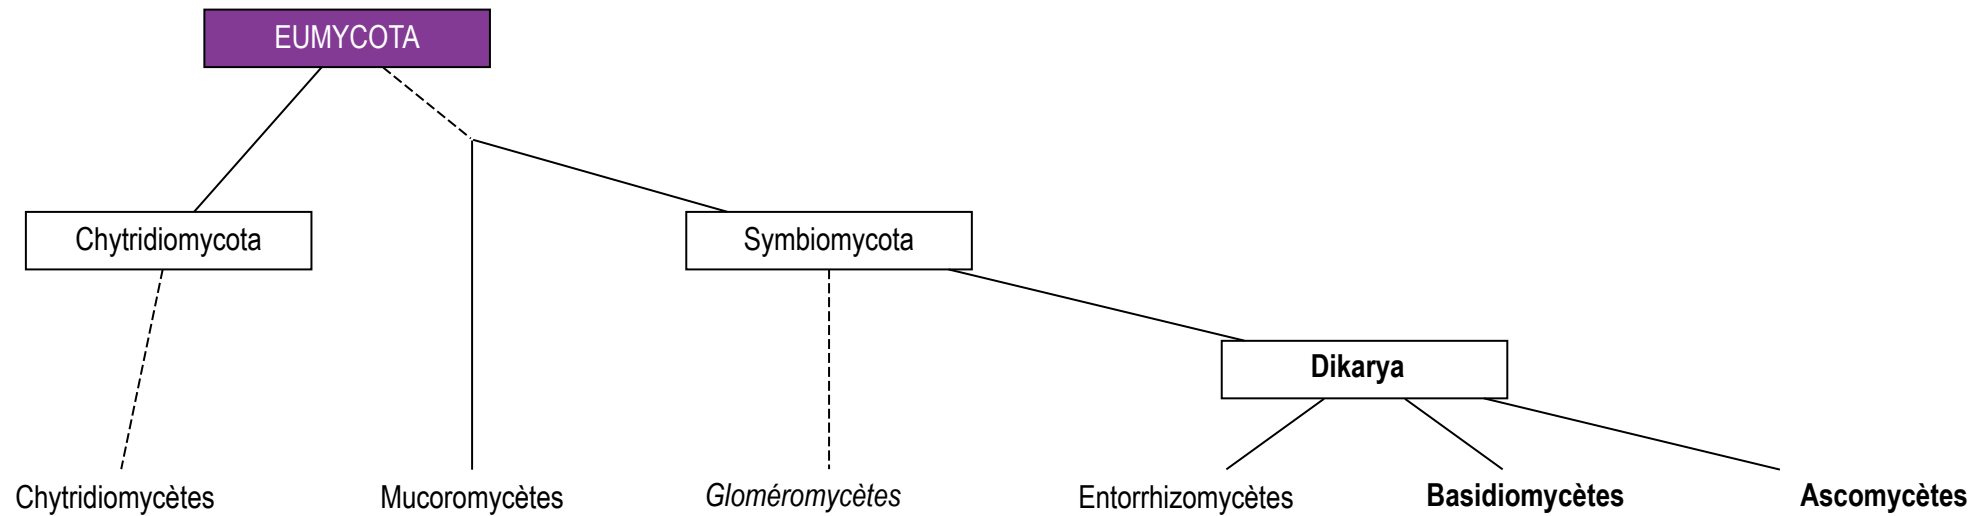 EUMYCOTA
Chytridiomycota
Symbiomycota
Dikarya
Chytridiomycètes
Mucoromycètes
Gloméromycètes
Entorrhizomycètes
Basidiomycètes
Ascomycètes